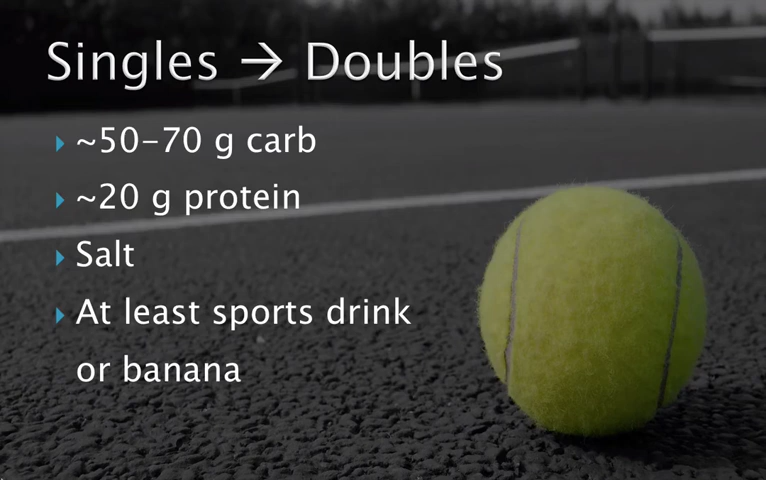 Singles → Doubles
~50-70 g carb
~20 g protein
Salt
At least sports drink
or banana